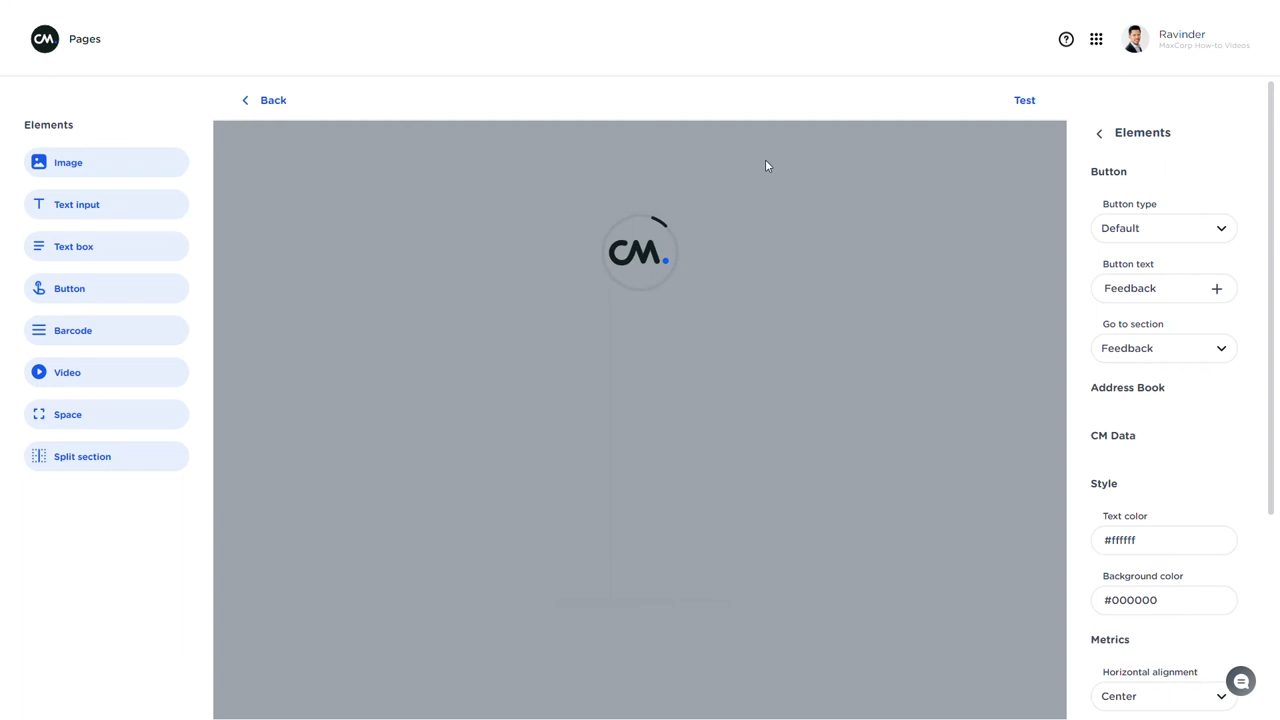 CM.
Pages
Ravinder
MaxCorp How-to Videos
Back
Test
Elements
Image
Text input
Text box
Button
Barcode
Video
Space
Split section
CM.
Elements
Button
Button type
Default
Button text
Feedback
Go to section
Feedback
Address Book
CM Data
Style
Text color
#ffffff
Background color
#000000
Metrics
Horizontal alignment
Center